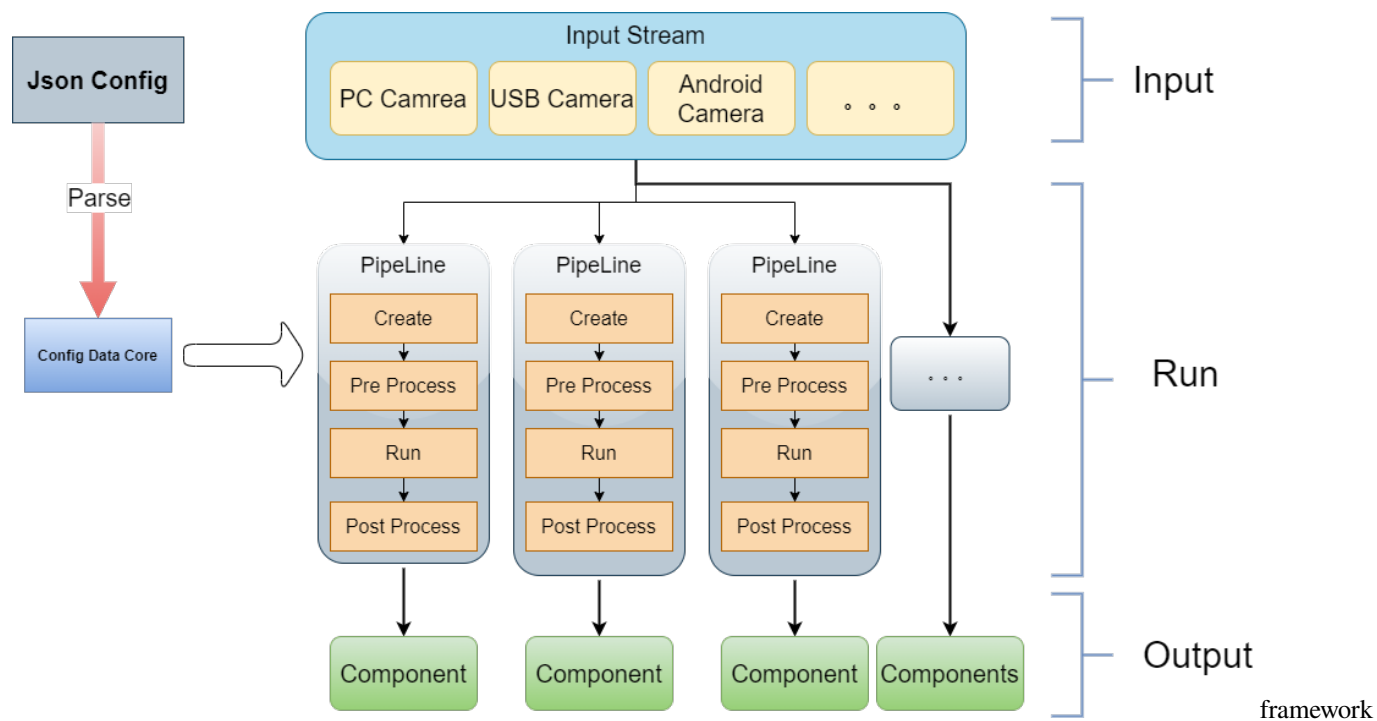 Input Stream
Json Config
PC Camrea
USB Camera
Android
Camera
。。。
Input
Parse
PipeLine
PipeLine
PipeLine
Create
Create
Create
Config Data Core
Pre Process
Pre Process
Pre Process
。。。
Run
Run
Run
Run
Post Process
Post Process
Post Process
Component
Component
Component
Components
Output
framework